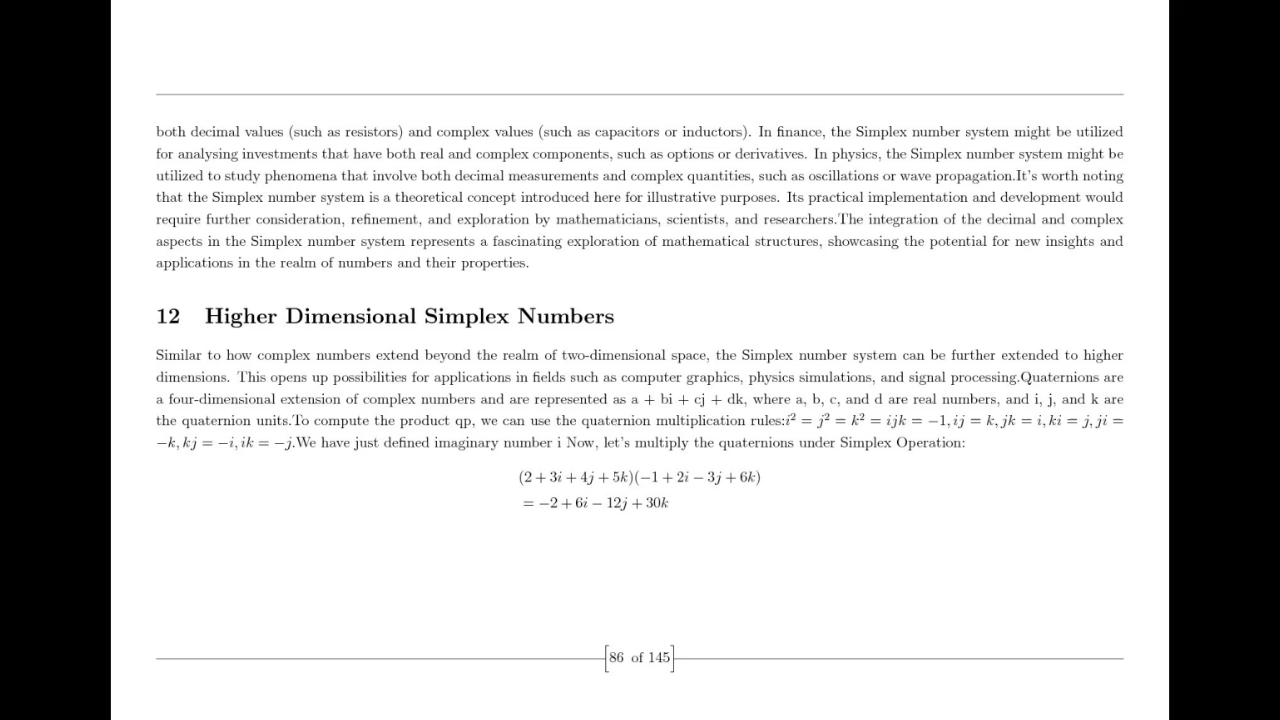 both decimal values (such as resistors) and complex values (such as capacitors or inductors). In finance, the Simplex number system might be utilized
for analysing investments that have both real and complex components, such as options or derivatives. In physics, the Simplex number system might be
utilized to study phenomena that involve both decimal measurements and complex quantities, such as oscillations or wave propagation.It's worth noting
that the Simplex number system is a theoretical concept introduced here for illustrative purposes. Its practical implementation and development would
require further consideration, refinement, and exploration by mathematicians, scientists, and researchers.The integration of the decimal and complex
aspects in the Simplex number system represents a fascinating exploration of mathematical structures, showcasing the potential for new insights and
applications in the realm of numbers and their properties.
12 Higher Dimensional Simplex Numbers
Similar to how complex numbers extend beyond the realm of two-dimensional space, the Simplex number system can be further extended to higher
dimensions. This opens up possibilities for applications in fields such as computer graphics, physics simulations, and signal processing.Quaternions are
a four-dimensional extension of complex numbers and are represented as a + bi + cj + dk, where a, b, c, and d are real numbers, and i, j, and k are
the quaternion units.To compute the product qp, we can use the quaternion multiplication rules:i² = j² = k² = ijk = −1, ij = k, jk = i, ki = j, ji =
−k, kj = −i, ik = −j.We have just defined imaginary number i Now, let's multiply the quaternions under Simplex Operation:
(2 + 3i + 4j + 5k)(−1 + 2i − 3j + 6k)
= −2 + 6i − 12j + 30k
86 of 145